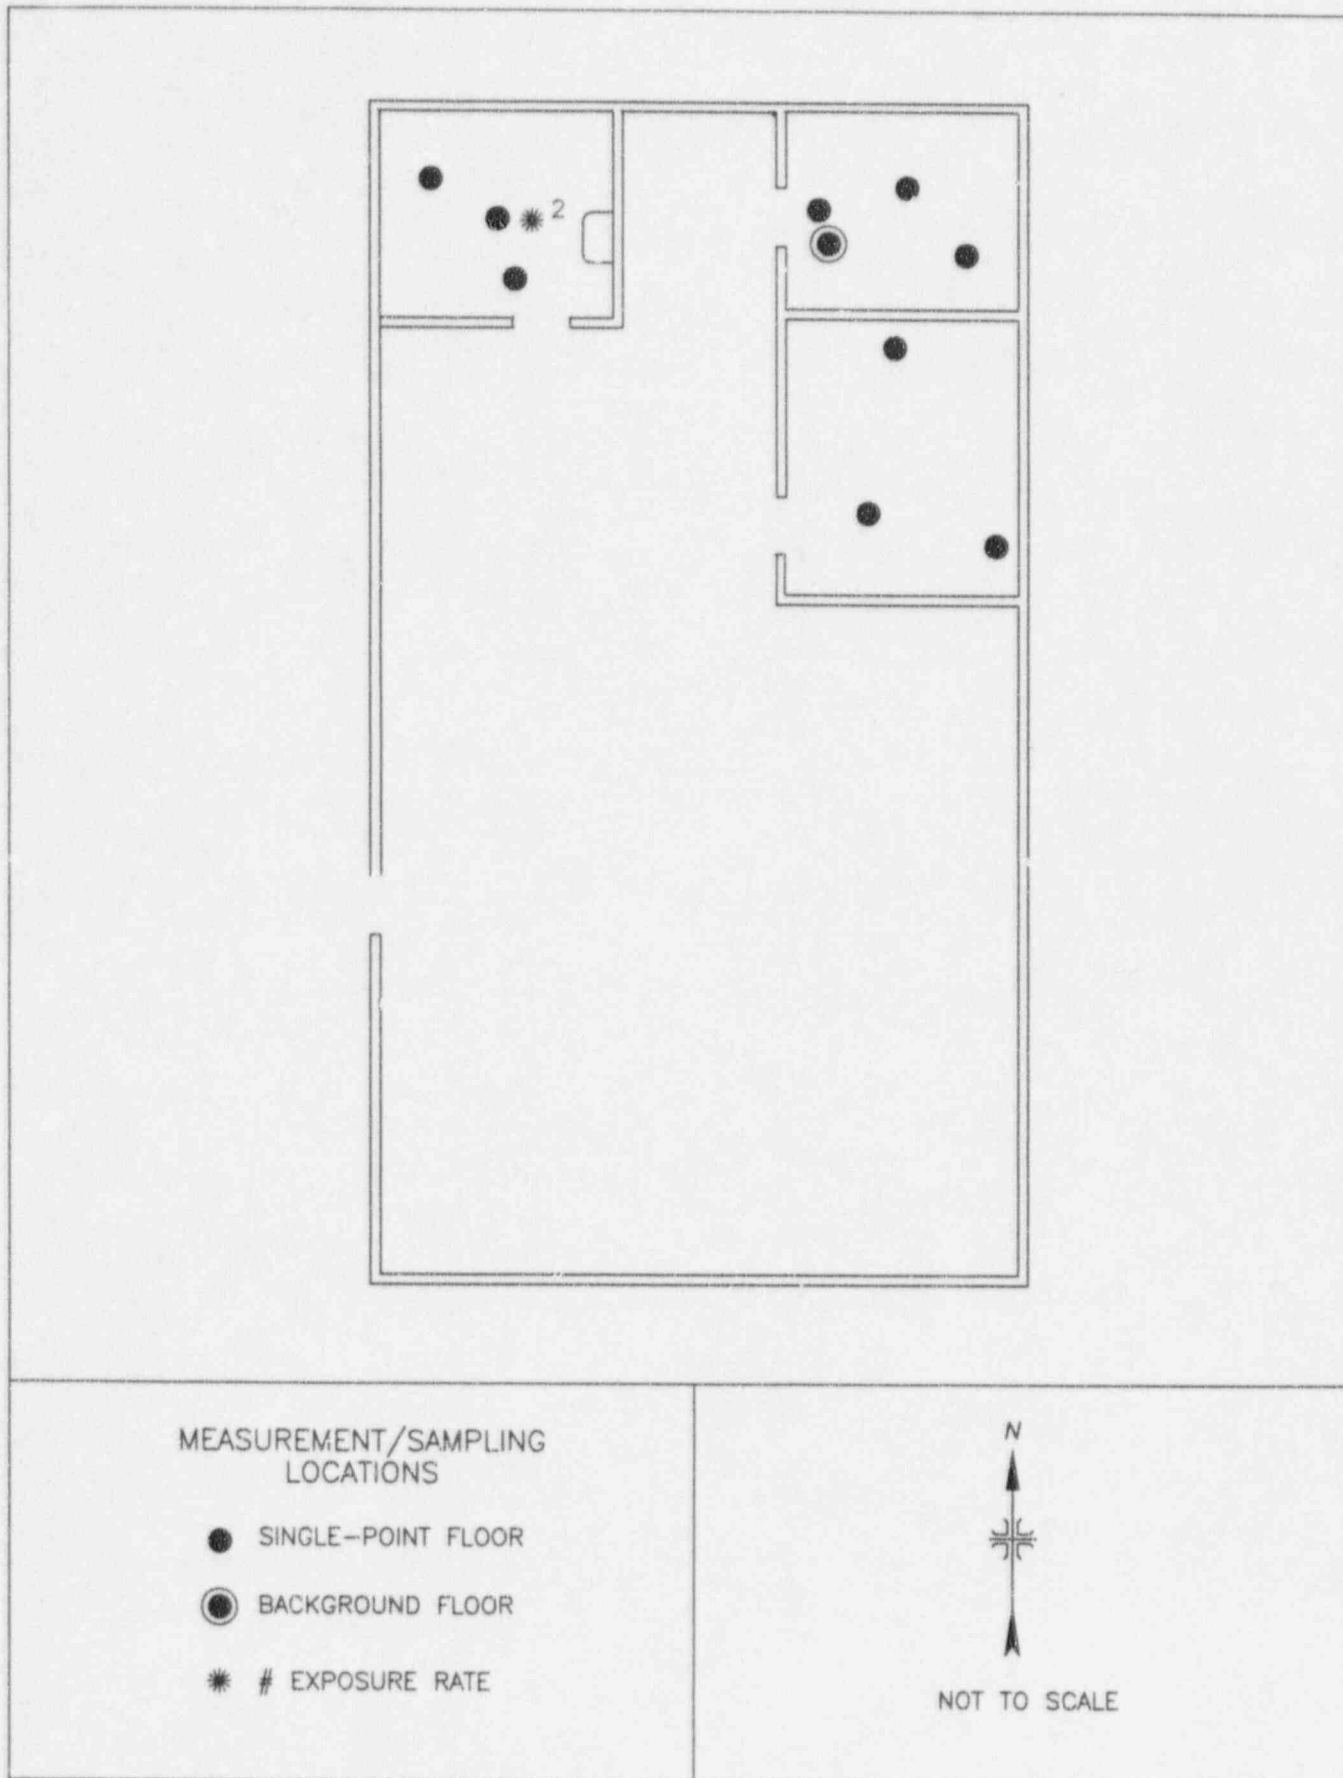 2
MEASUREMENT/SAMPLING
LOCATIONS
SINGLE-POINT FLOOR
BACKGROUND FLOOR
# EXPOSURE RATE
N
NOT TO SCALE